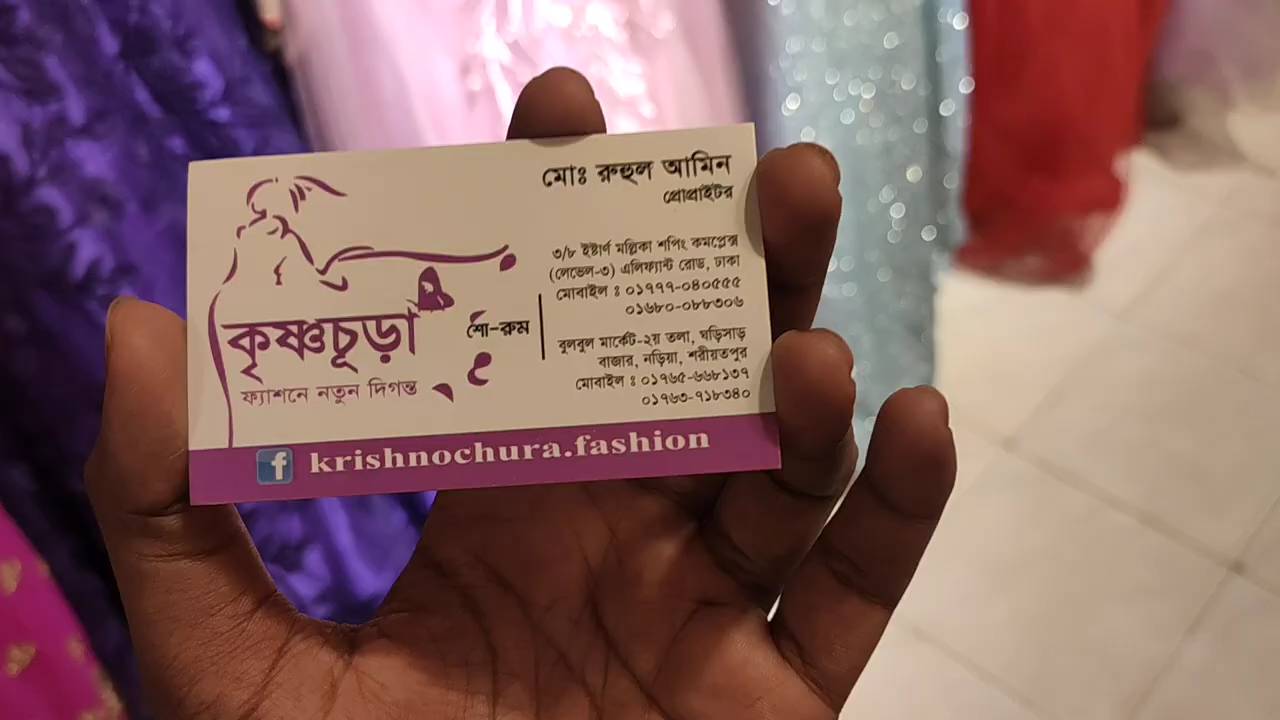 মোঃ রুহুল আমিন
প্রোপ্রাইটর
৩/৮ ইষ্টার্ণ মল্লিকা শপিং কমপ্লেক্স
(লেভেল-৩) এলিফ্যান্ট রোড, ঢাকা
মোবাইল ঃ ০১৭৭৭-০৪০৫৫৫
০১৬৮০-০৮৮৩০৬
কৃষ্ণচূড়া
ফ্যাশনে নতুন দিগন্ত
শো-রুম
বুলবুল মার্কেট-২য় তলা, ঘড়িসাড়
বাজার, নড়িয়া, শরীয়তপুর
মোবাইল ঃ ০১৭৬৫-৬৬৮১৩৭
০১৭৬৩-৭১৮৩৪০
f krishnochura.fashion